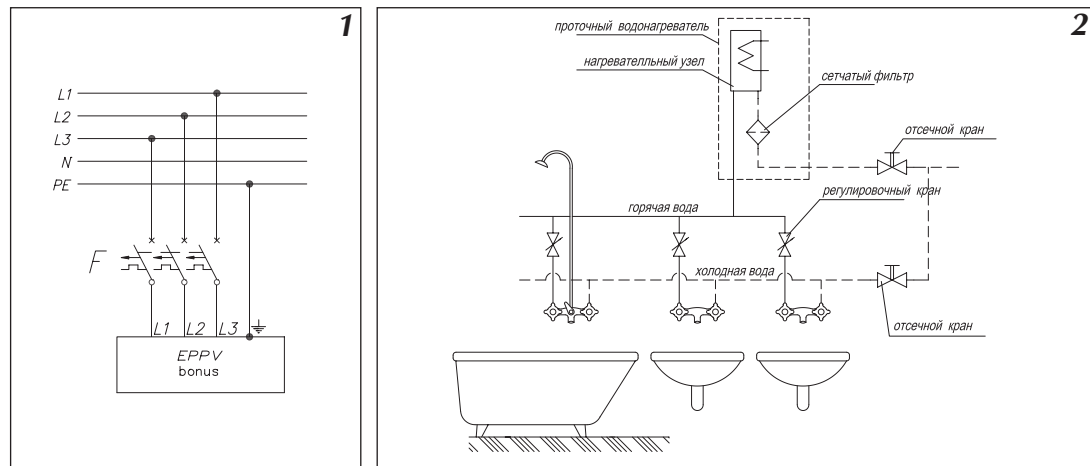 1
L1
L2
L3
N
PE
F
L1 L2 L3
EPPV
bonus
2
проточный водонагреватель
нагревателльный узел
сетчатый фильтр
отсечной кран
регулировочный кран
горячая вода
холодная вода
отсечной кран